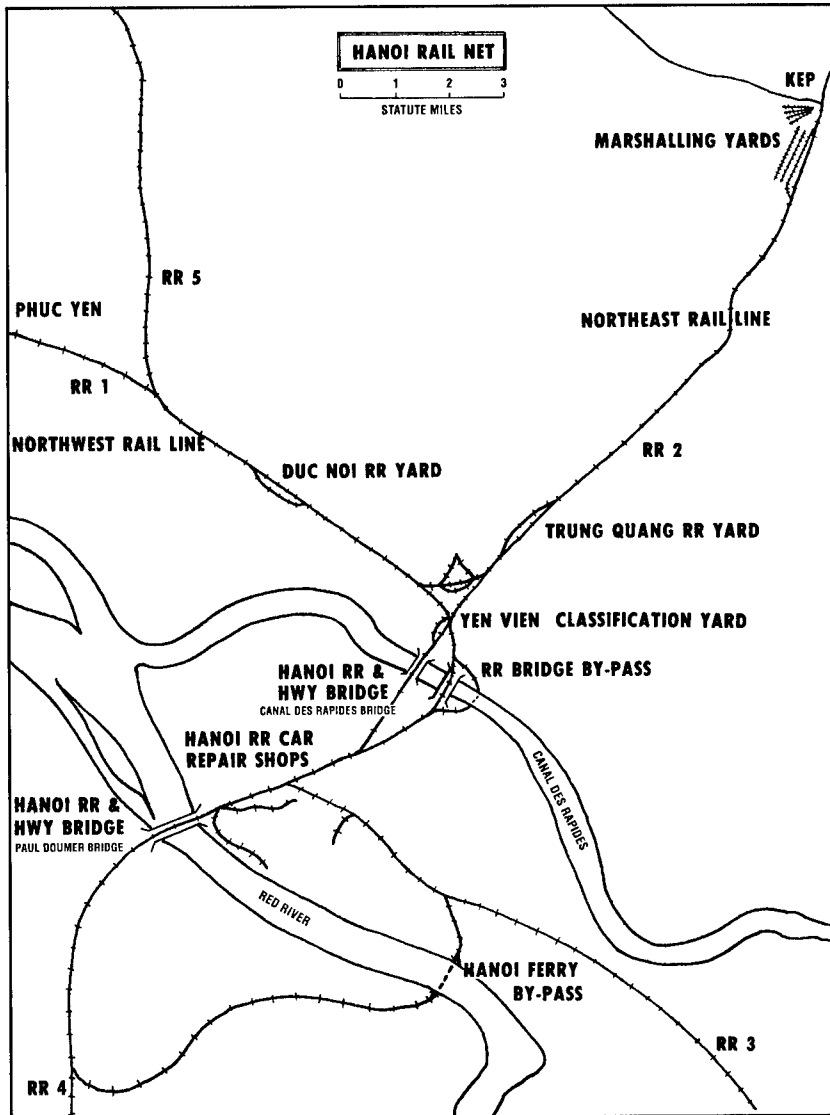 HANOI RAIL NET
0 1 2 3
STATUTE MILES
KEP
MARSHALLING YARDS
RR 5
PHUC YEN
NORTHEAST RAIL LINE
RR 1
NORTHWEST RAIL LINE
RR 2
DUC NOI RR YARD
TRUNG QUANG RR YARD
YEN VIEN CLASSIFICATION YARD
HANOI RR &
HWY BRIDGE
CANAL DES RAPIDES BRIDGE
RR BRIDGE BY-PASS
HANOI RR CAR
REPAIR SHOPS
CANAL DES RAPIDES
HANOI RR &
HWY BRIDGE
PAUL DOUMER BRIDGE
RED RIVER
HANOI FERRY
BY-PASS
RR 3
RR 4